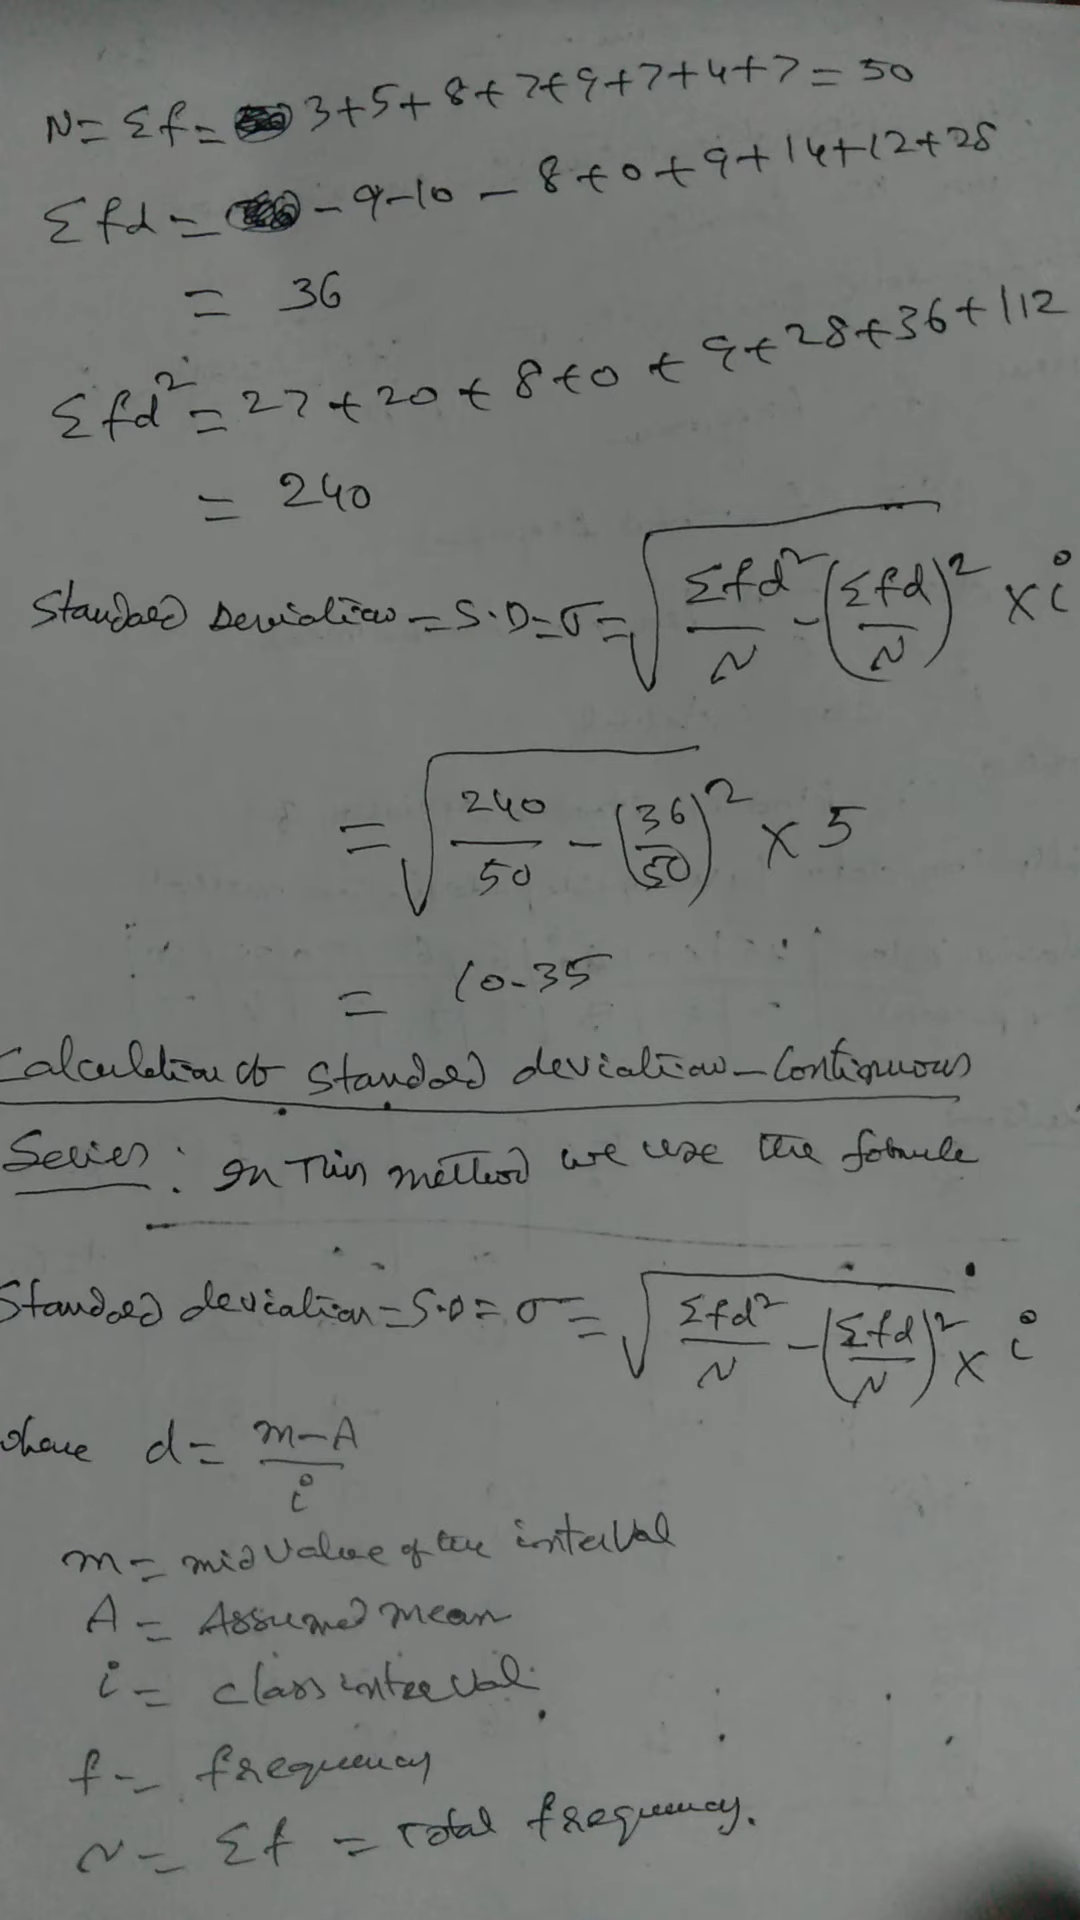 N = Σf = 3+5+8+7+9+7+4+7 = 50
Σfd = -9-10-8+0+9+14+12+28
= 36
Σfd² = 27+20+8+0+9+28+36+112
= 240
Standard Deviation = S.D = σ = √(Σfd²/N - (Σfd/N)²) × i
= √(240/50 - (36/50)²) × 5
= 10.35
Calculation of Standard deviation - Continuous
Series: In This method we use the formula
Standard deviation = S.D = σ = √(Σfd²/N - (Σfd/N)²) × i
where d = m-A/i
m = mid value of the interval
A = Assumed mean
i = class interval
f = frequency
N = Σf = Total frequency.